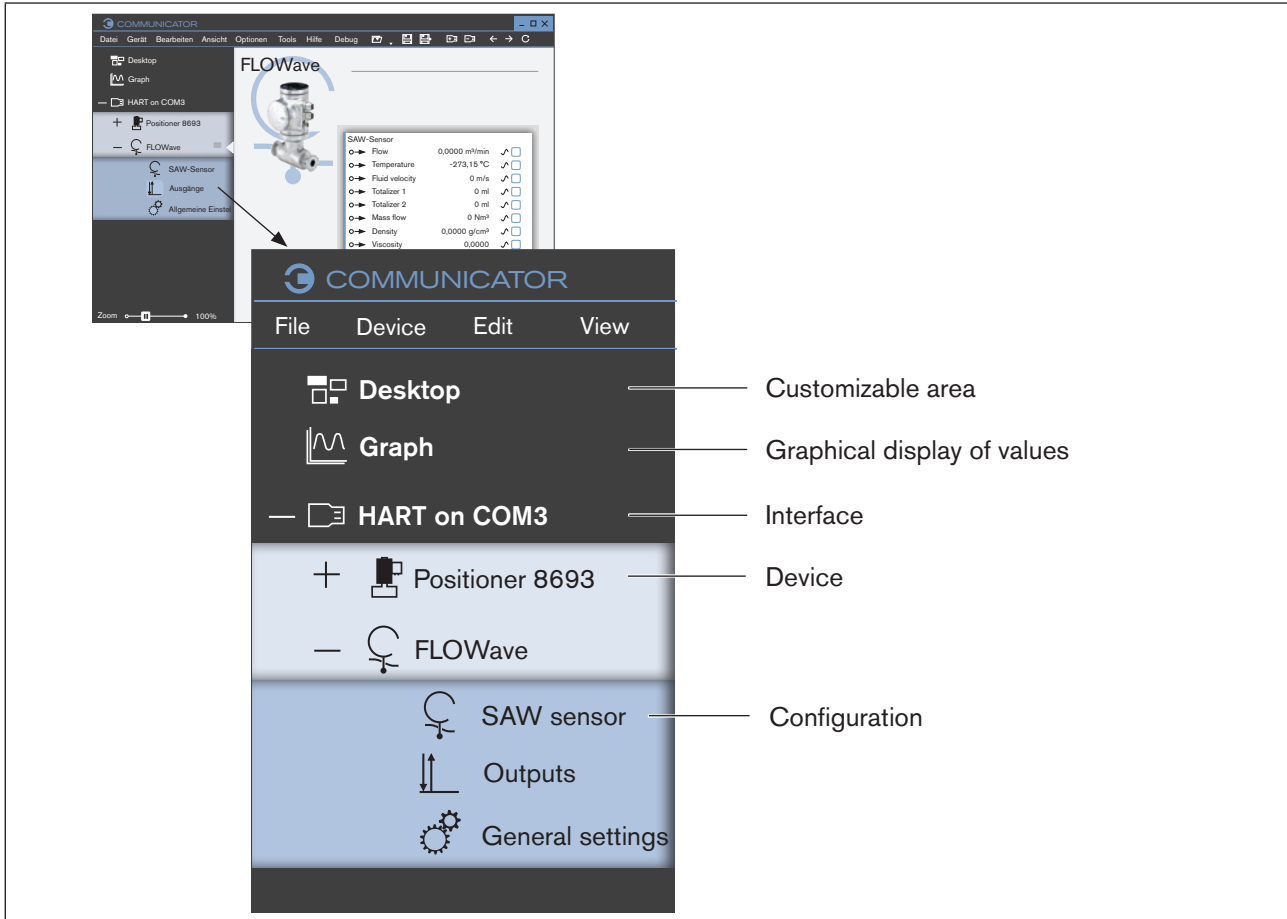 COMMUNICATOR
Datei Gerät Bearbeiten Ansicht Optionen Tools Hilfe Debug
Desktop
Graph
HART on COM3
Positioner 8693
FLOWave
SAW-Sensor
Ausgänge
Allgemeine Einstel
Zoom 100%
FLOWave
SAW-Sensor
Flow 0,0000 m³/min
Temperature -273,15 °C
Fluid velocity 0 m/s
Totalizer 1 0 ml
Totalizer 2 0 ml
Mass flow 0 Nm³
Density 0,0000 g/cm³
Viscosity 0,0000
COMMUNICATOR
File Device Edit View
Desktop Customizable area
Graph Graphical display of values
HART on COM3 Interface
Positioner 8693 Device
FLOWave
SAW sensor Configuration
Outputs
General settings